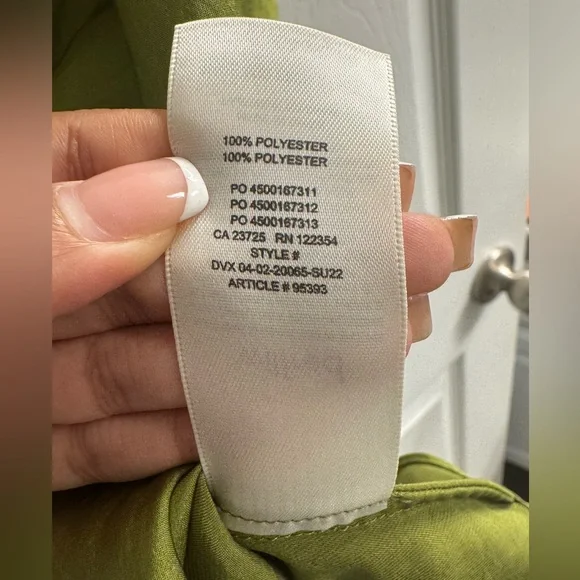 100% POLYESTER
100% POLYESTER
PO 4500167311
PO 4500167312
PO 4500167313
CA 23725 RN 122354
STYLE #
DVX 04-02-20065-SU22
ARTICLE # 95393